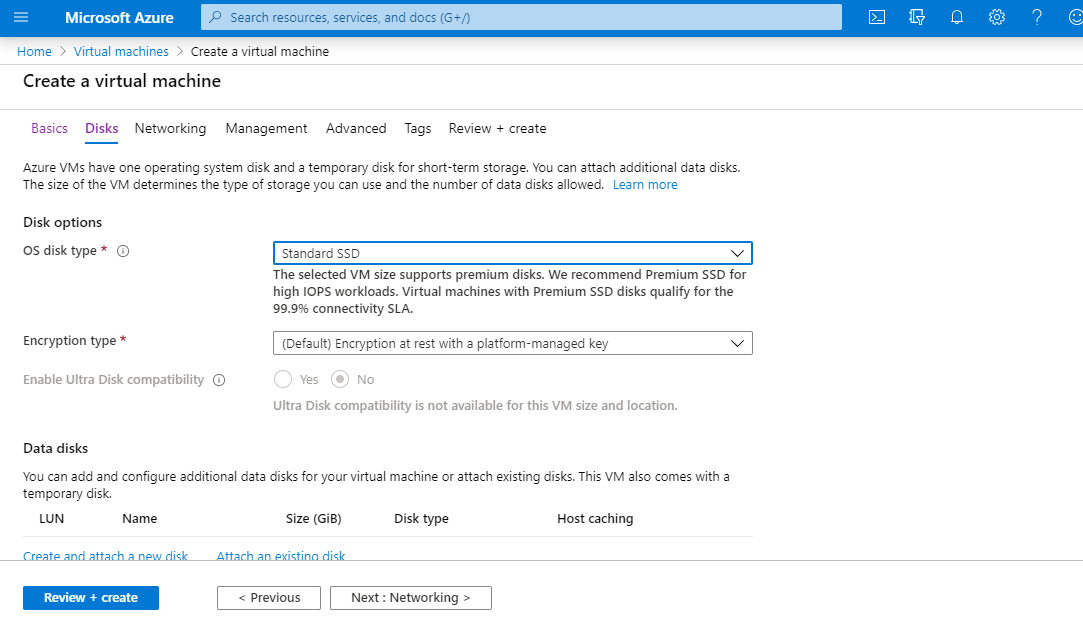 Microsoft Azure
Search resources, services, and docs (G+/)
Home > Virtual machines > Create a virtual machine
Create a virtual machine
Basics Disks Networking Management Advanced Tags Review + create
Azure VMs have one operating system disk and a temporary disk for short-term storage. You can attach additional data disks.
The size of the VM determines the type of storage you can use and the number of data disks allowed. Learn more
Disk options
OS disk type *
Standard SSD
The selected VM size supports premium disks. We recommend Premium SSD for
high IOPS workloads. Virtual machines with Premium SSD disks qualify for the
99.9% connectivity SLA.
Encryption type *
(Default) Encryption at rest with a platform-managed key
Enable Ultra Disk compatibility
Yes No
Ultra Disk compatibility is not available for this VM size and location.
Data disks
You can add and configure additional data disks for your virtual machine or attach existing disks. This VM also comes with a
temporary disk.
LUN Name Size (GiB) Disk type Host caching
Create and attach a new disk Attach an existing disk
Review + create < Previous Next : Networking >